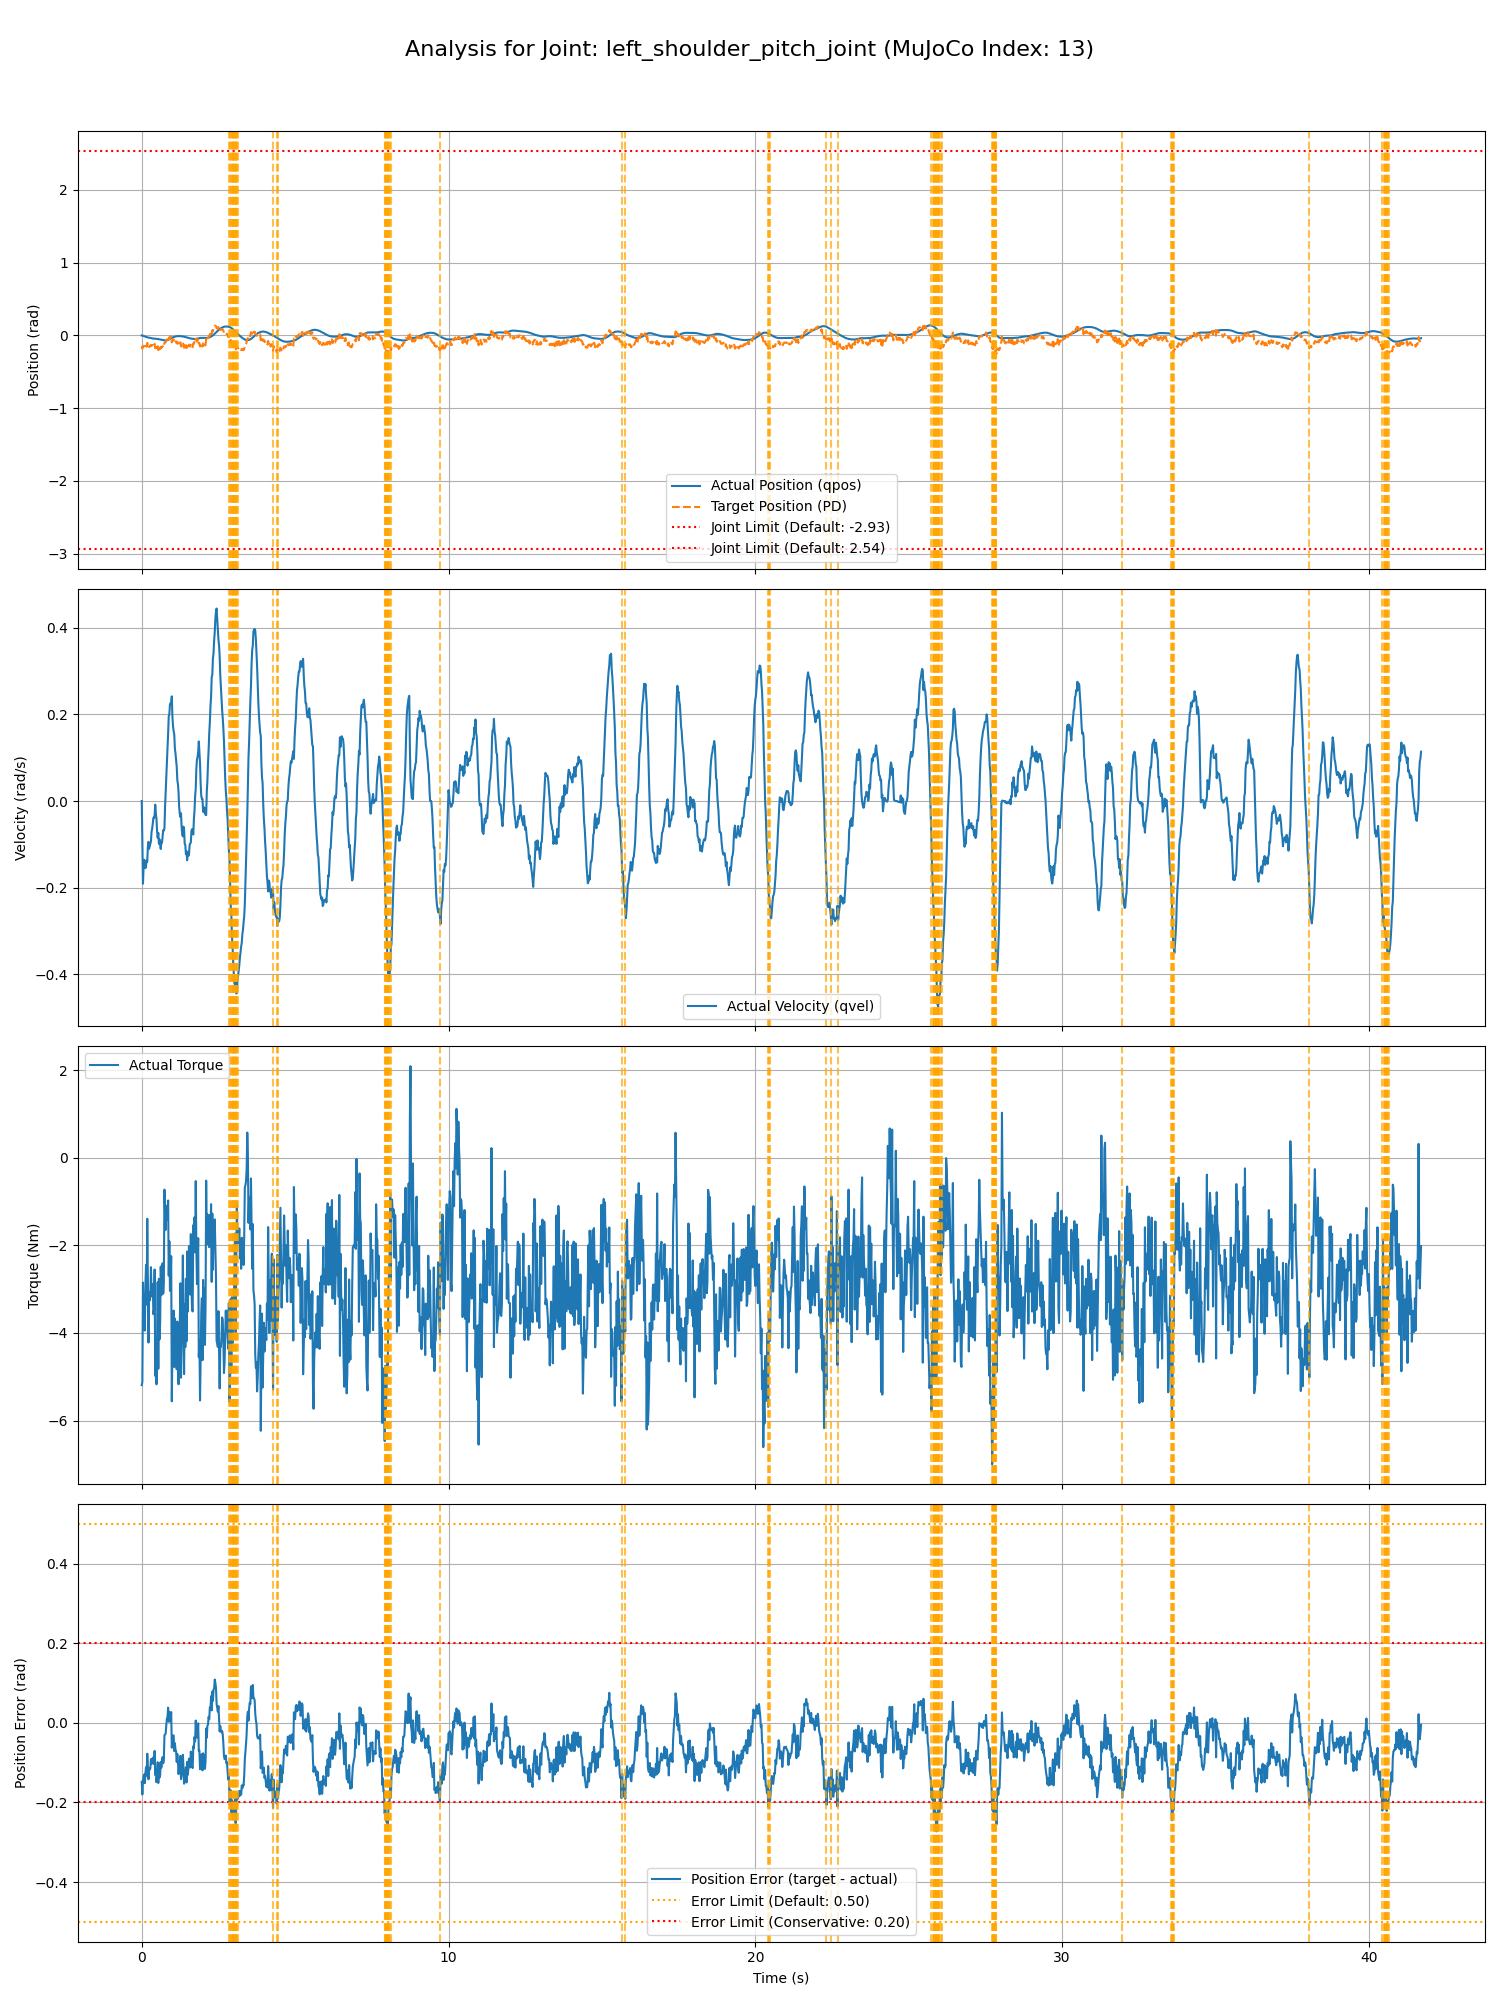 Analysis for Joint: left_shoulder_pitch_joint (MuJoCo Index: 13)
Position (rad)
2
1
0
−1
−2
−3
Actual Position (qpos)
Target Position (PD)
Joint Limit (Default: -2.93)
Joint Limit (Default: 2.54)
Velocity (rad/s)
0.4
0.2
0.0
−0.2
−0.4
Actual Velocity (qvel)
Torque (Nm)
2
0
−2
−4
−6
Actual Torque
Position Error (rad)
0.4
0.2
0.0
−0.2
−0.4
Position Error (target - actual)
Error Limit (Default: 0.50)
Error Limit (Conservative: 0.20)
0 10 20 30 40
Time (s)